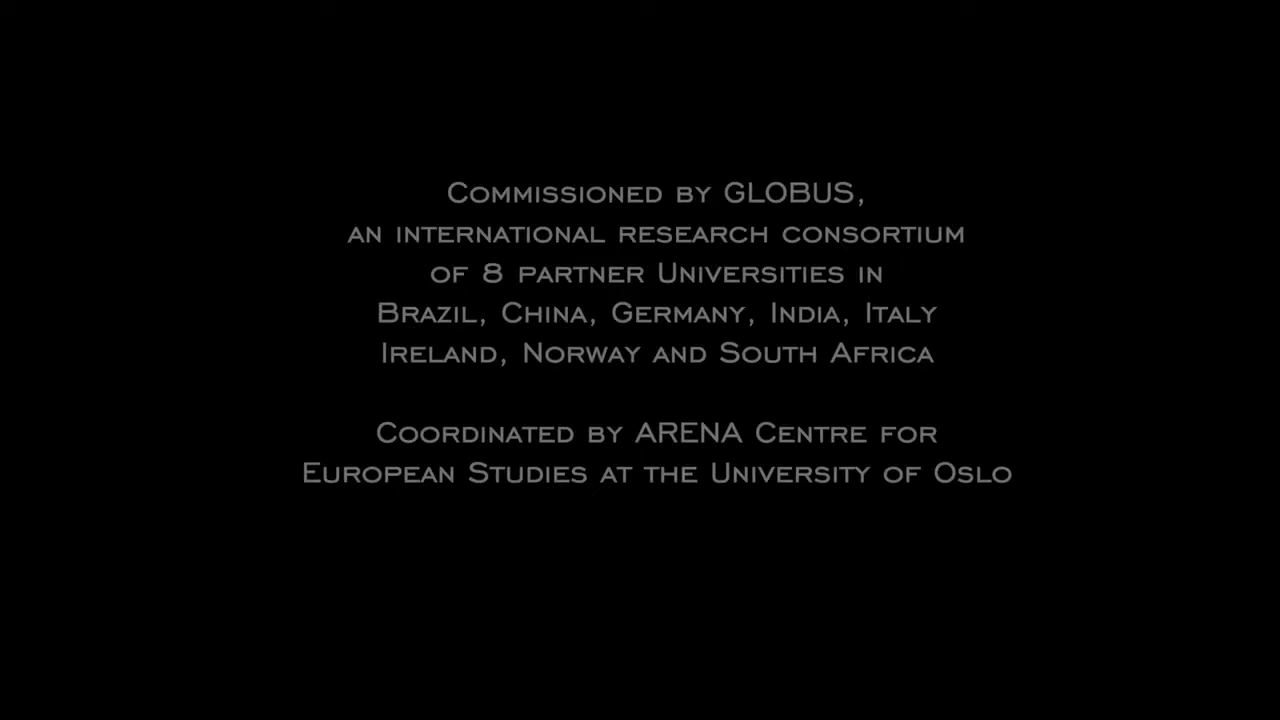 Commissioned by GLOBUS,
an international research consortium
of 8 partner Universities in
Brazil, China, Germany, India, Italy
Ireland, Norway and South Africa
Coordinated by ARENA Centre for
European Studies at the University of Oslo